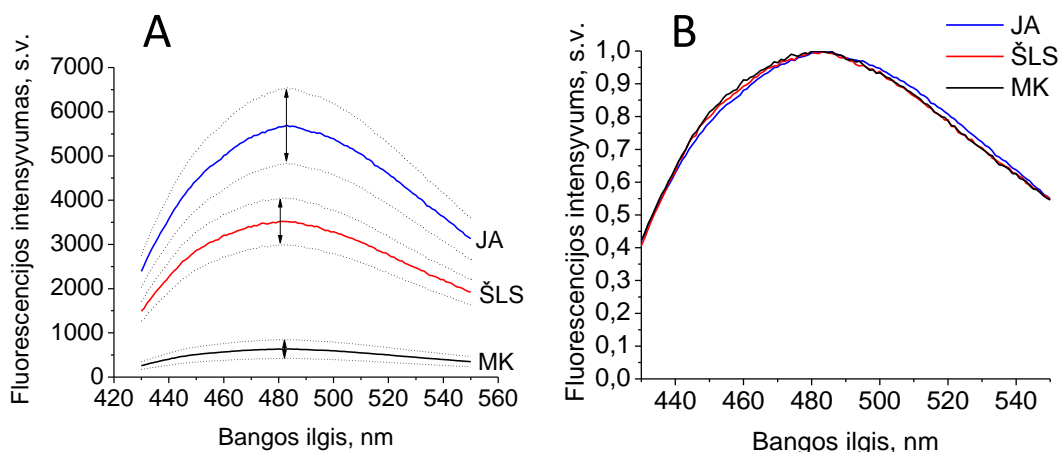 A
Fluorescencijos intensyvumas, s.v.
7000
6000
5000
4000
3000
2000
1000
0
JA
ŠLS
MK
420 440 460 480 500 520 540 560
Bangos ilgis, nm
B
JA
ŠLS
MK
Fluorescencijos intensyvums, s.v.
1,0
0,9
0,8
0,7
0,6
0,5
0,4
0,3
0,2
0,1
0,0
440 460 480 500 520 540
Bangos ilgis, nm